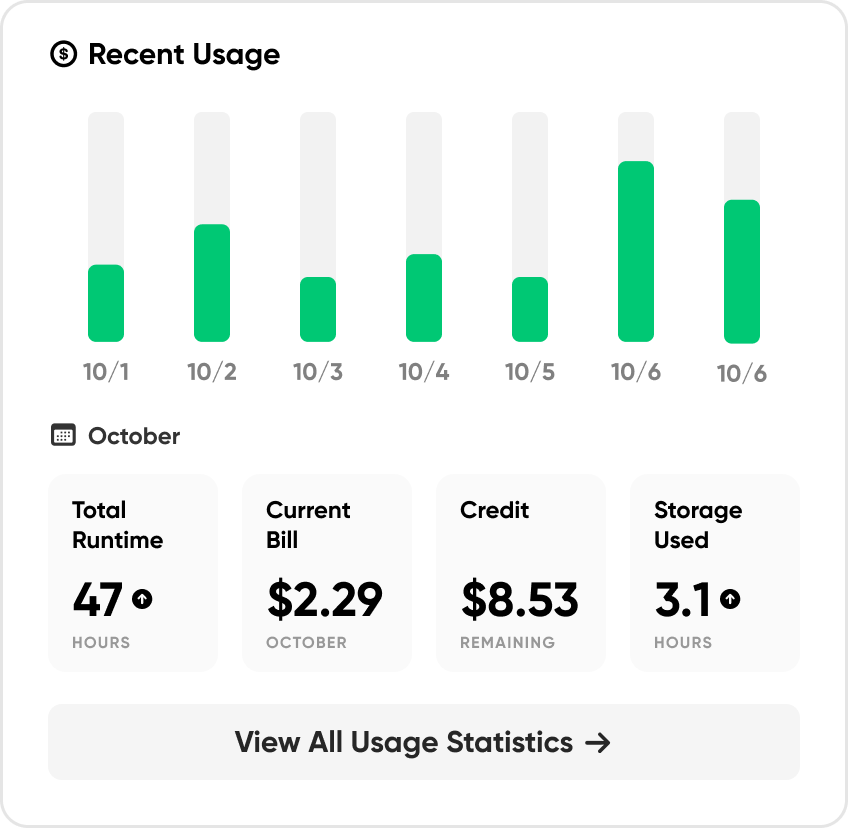 Recent Usage
10/1 10/2 10/3 10/4 10/5 10/6 10/6
October
Total
Runtime
47
HOURS
Current
Bill
$2.29
OCTOBER
Credit
$8.53
REMAINING
Storage
Used
3.1
HOURS
View All Usage Statistics →